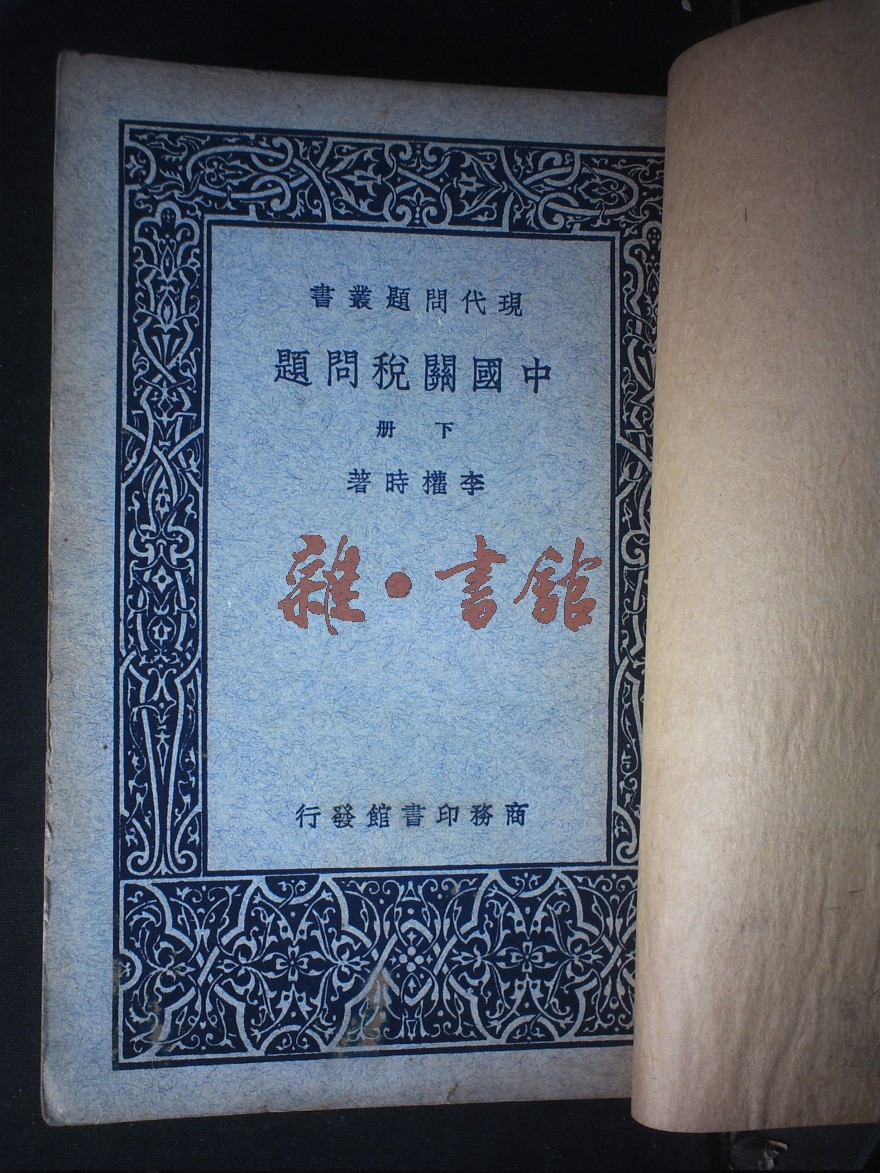 現代問題叢書
中國關稅問題
下冊
李權時著
雜·書館
商務印書館發行